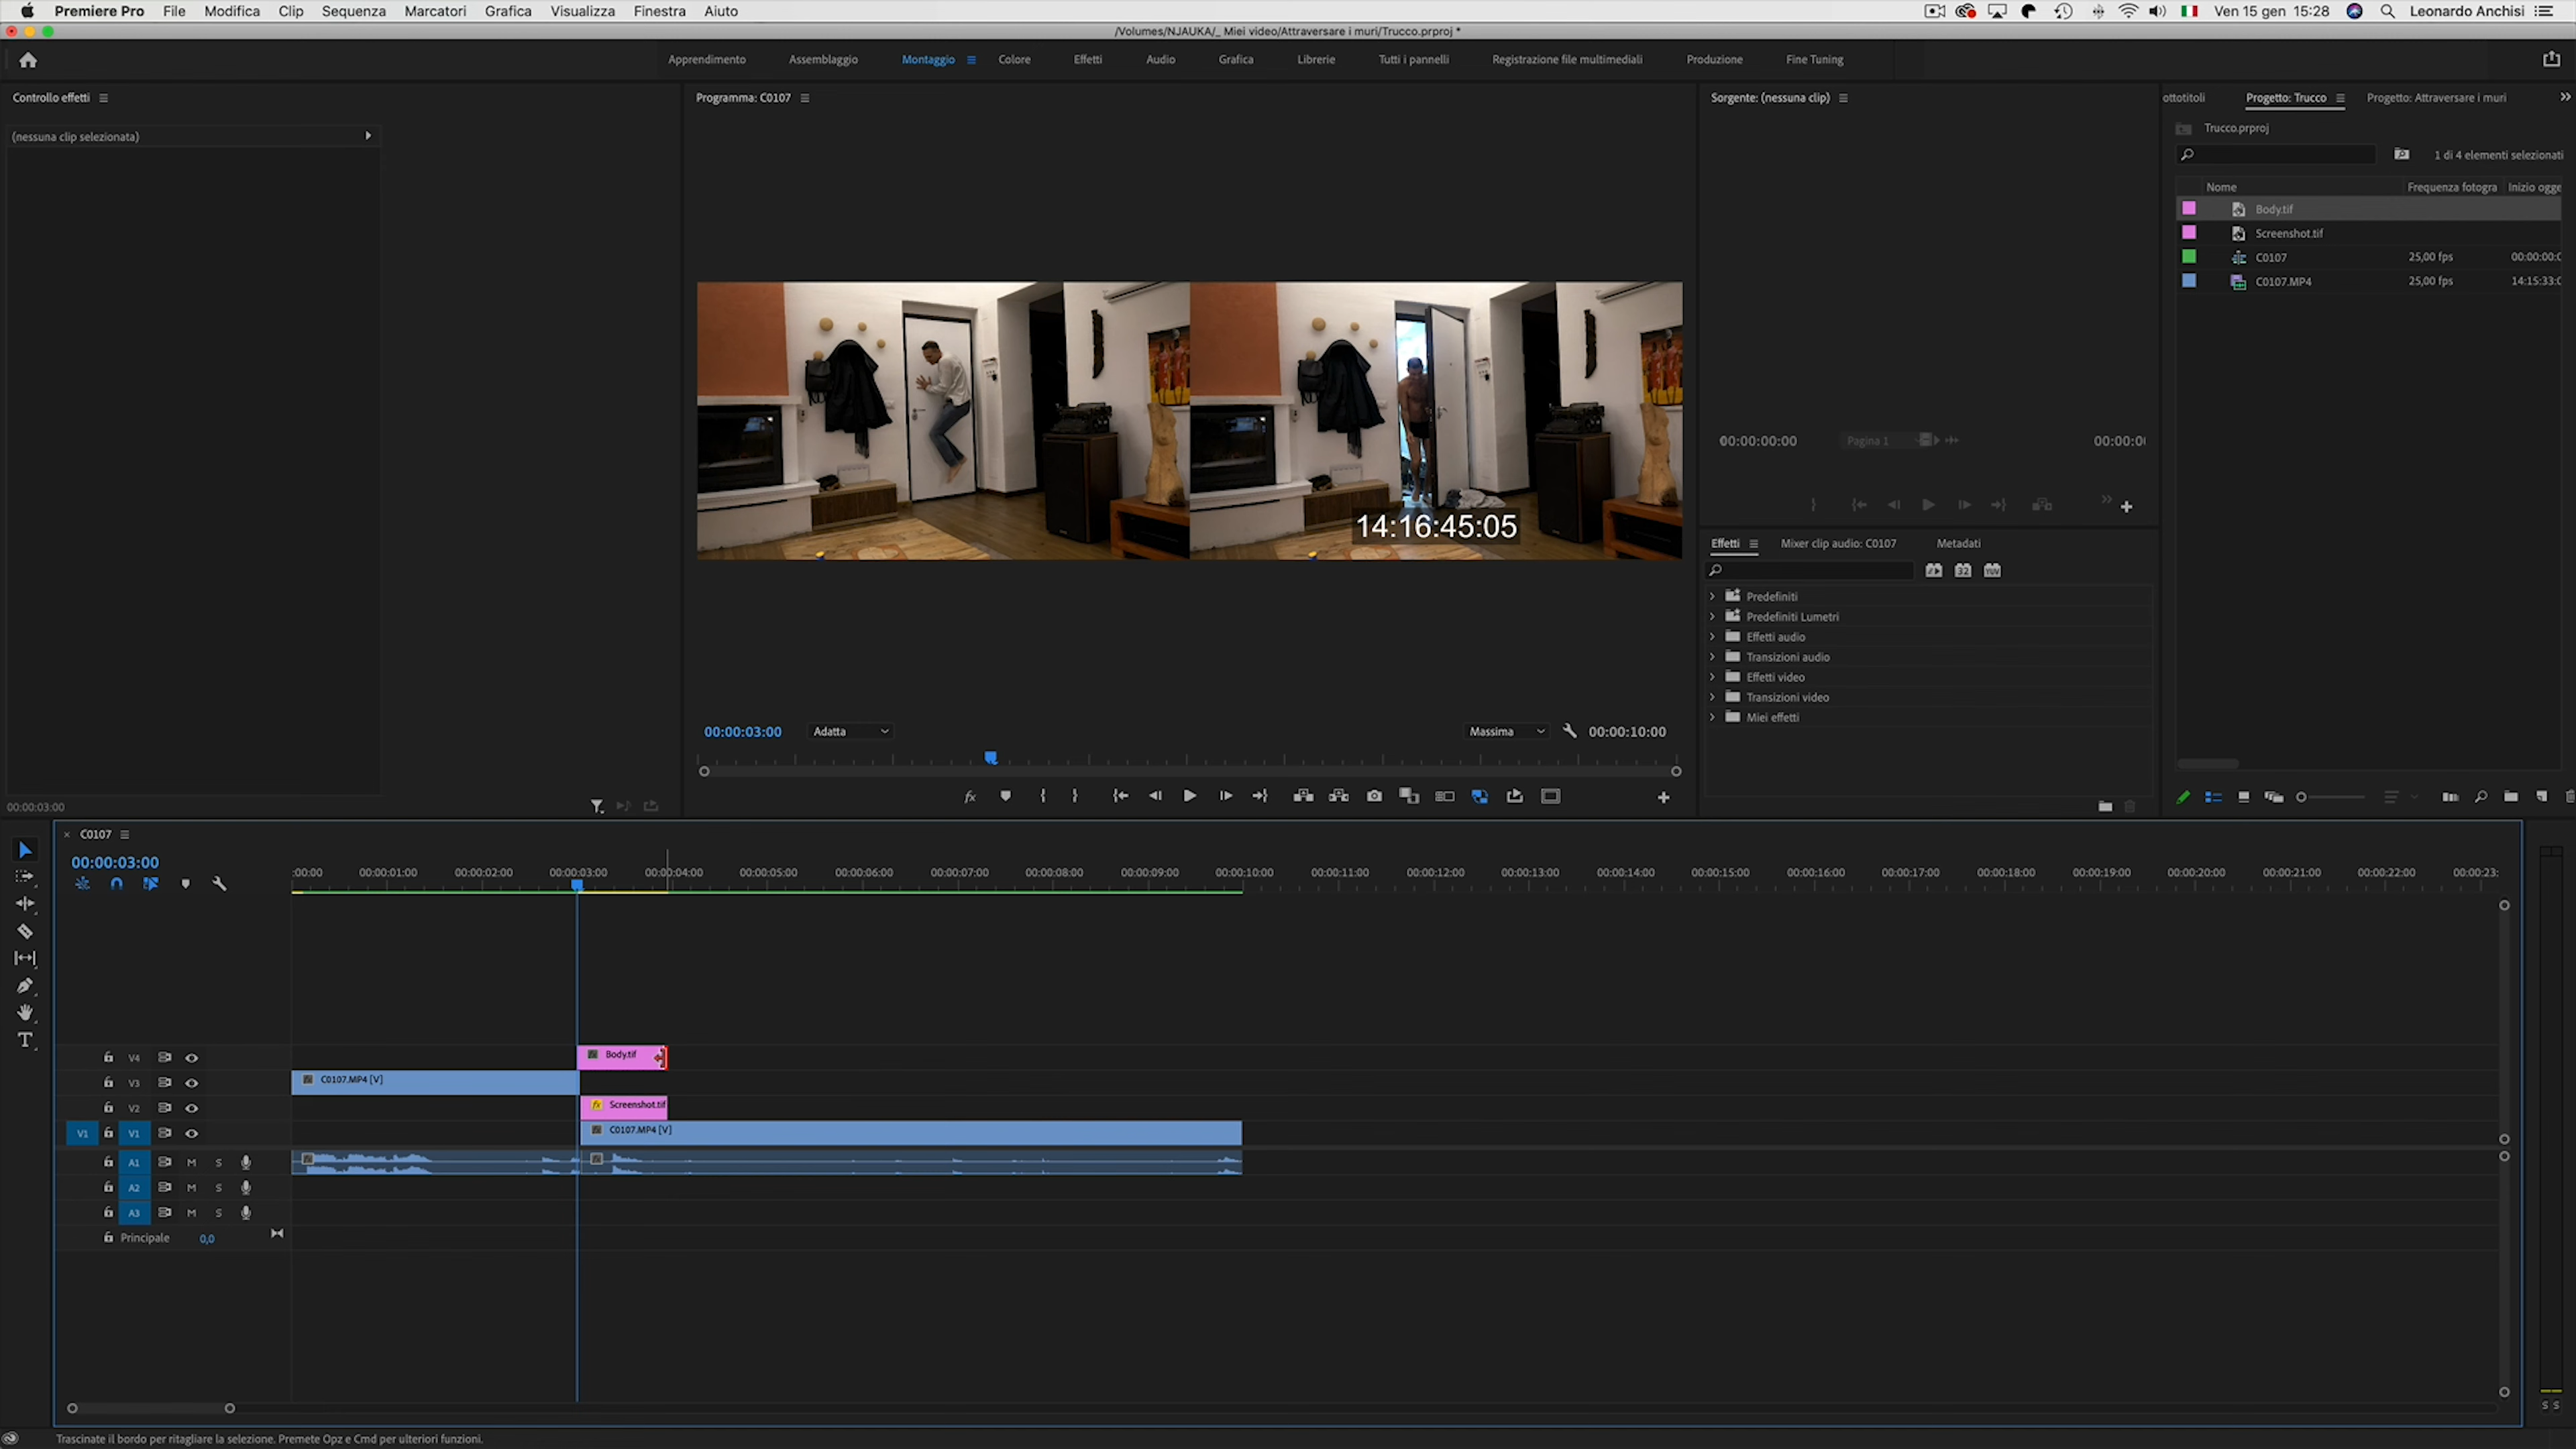 Premiere Pro File Modifica Clip Sequenza Marcatori Grafica Visualizza Finestra Aiuto Ven 15 gen 15:28 Leonardo Anchisi
/Volumes/NJAUKA/_ Miei video/Attraversare i muri/Trucco.prproj *
Apprendimento Assemblaggio Montaggio Colore Effetti Audio Grafica Librerie Tutti i pannelli Registrazione file multimediali Produzione Fine Tuning
Controllo effetti
(nessuna clip selezionata)
00:00:03:00
Programma: C0107
14:16:45:05
00:00:03:00 Adatta Massima 00:00:10:00
Sorgente: (nessuna clip)
00:00:00:00 Pagina 1 00:00:0
Effetti Mixer clip audio: C0107 Metadati
32 YUV
Predefiniti
Predefiniti Lumetri
Effetti audio
Transizioni audio
Effetti video
Transizioni video
Miei effetti
ottotitoli Progetto: Trucco Progetto: Attraversare i muri
Trucco.prproj
1 di 4 elementi selezionati
Nome Frequenza fotogra Inizio ogge
Body.tif
Screenshot.tif
C0107 25,00 fps 00:00:00:0
C0107.MP4 25,00 fps 14:15:33:0
× C0107
00:00:03:00
:00:00 00:00:01:00 00:00:02:00 00:00:03:00 00:00:04:00 00:00:05:00 00:00:06:00 00:00:07:00 00:00:08:00 00:00:09:00 00:00:10:00 00:00:11:00 00:00:12:00 00:00:13:00 00:00:14:00 00:00:15:00 00:00:16:00 00:00:17:00 00:00:18:00 00:00:19:00 00:00:20:00 00:00:21:00 00:00:22:00 00:00:23:
V4 Body.tif
V3 C0107.MP4 [V]
V2 fx Screenshot.tif
V1 V1 C0107.MP4 [V]
A1 M S
A2 M S
A3 M S
Principale 0,0
S S
Trascinate il bordo per ritagliare la selezione. Premete Opz e Cmd per ulteriori funzioni.